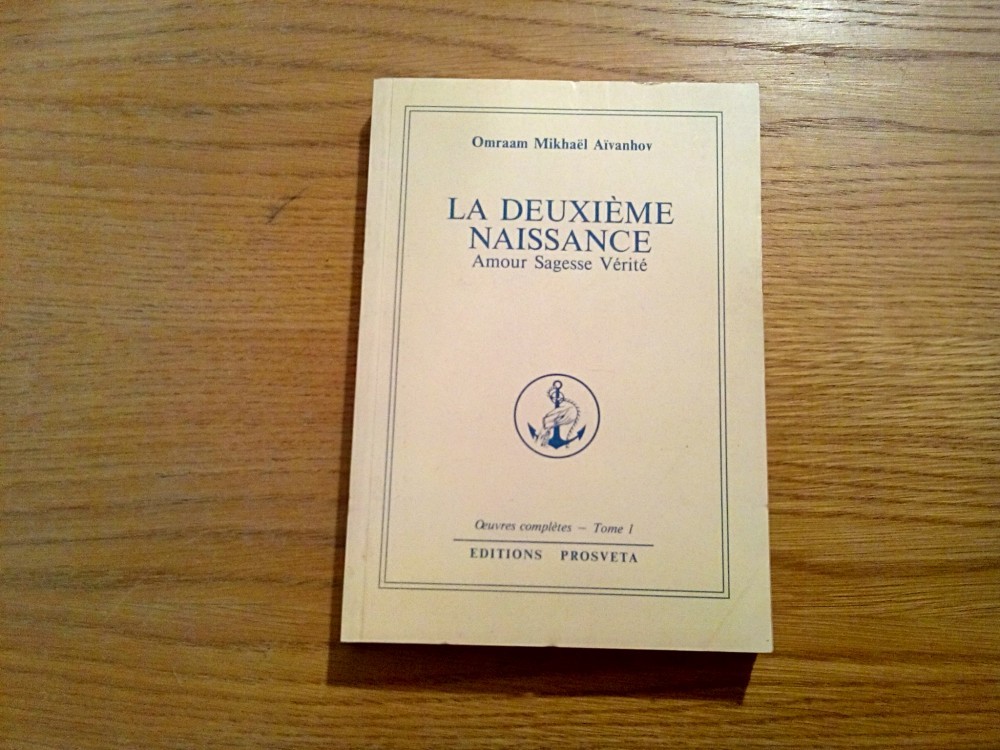 Omraam Mikhaël Aïvanhov
LA DEUXIÈME
NAISSANCE
Amour Sagesse Vérité
Œuvres complètes – Tome 1
EDITIONS PROSVETA